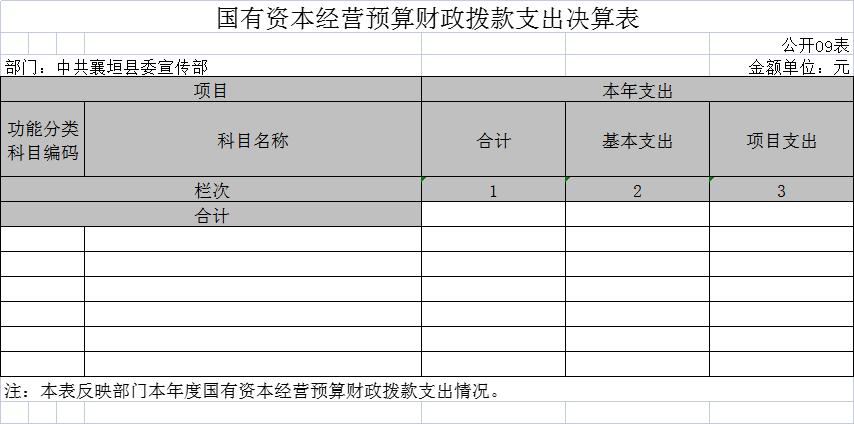 国有资本经营预算财政拨款支出决算表
公开09表
部门：中共襄垣县委宣传部 金额单位：元
项目 本年支出
功能分类
科目编码 科目名称 合计 基本支出 项目支出
栏次 1 2 3
合计
注：本表反映部门本年度国有资本经营预算财政拨款支出情况。